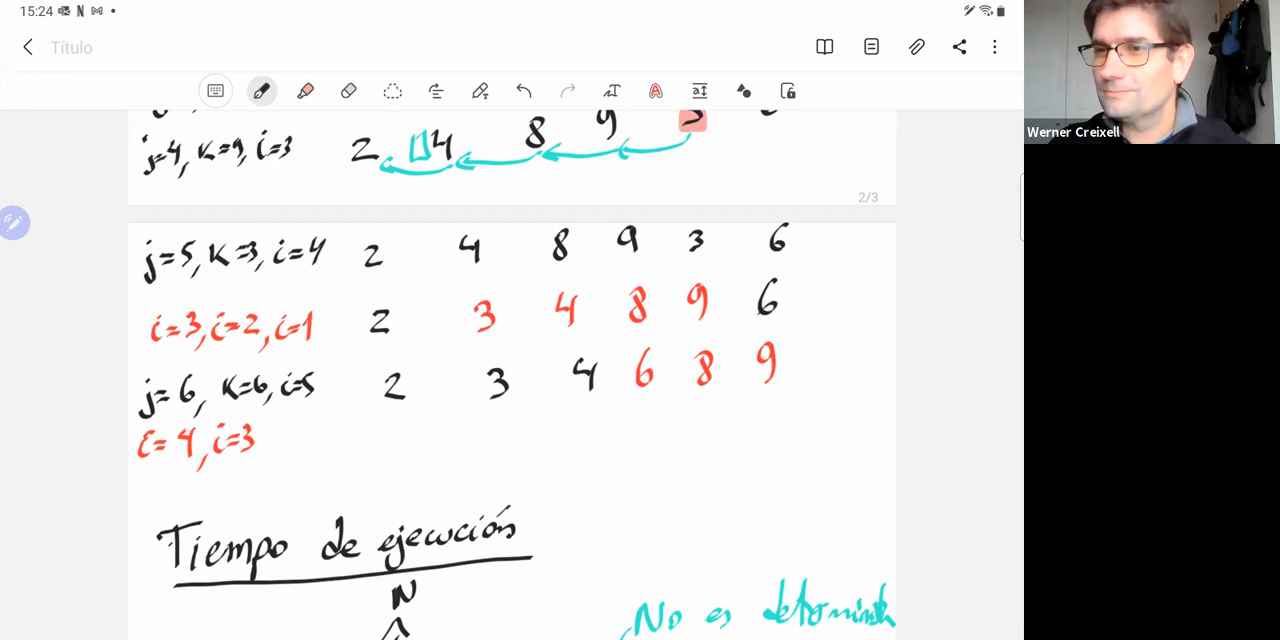 15:24
Título
Werner Creixell
j=4, k=9, i=3 2 4 8 9 3
2/3
j=5, k=3, i=4 2 4 8 9 3 6
i=3, i=2, i=1 2 3 4 8 9 6
j=6, k=6, i=5 2 3 4 6 8 9
i=4, i=3
Tiempo de ejecución
N
No es